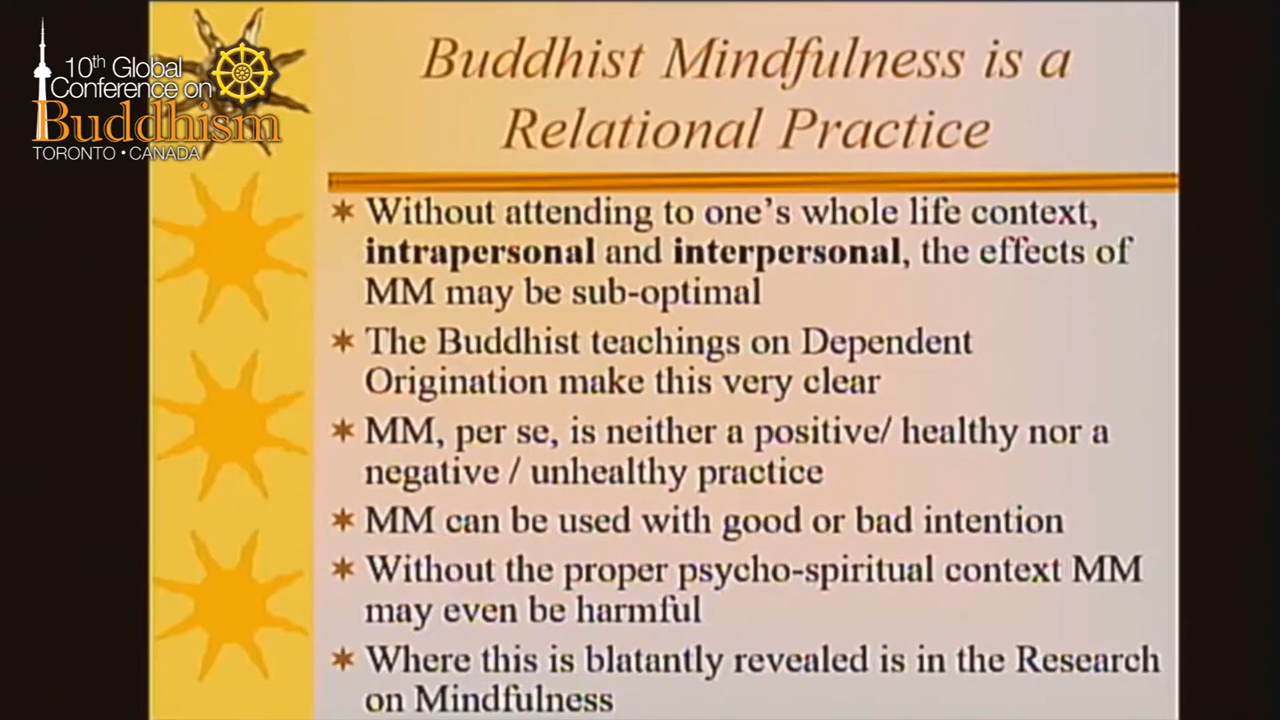 10th Global
Conference on
Buddhism
TORONTO • CANADA
Buddhist Mindfulness is a
Relational Practice
Without attending to one's whole life context,
intrapersonal and interpersonal, the effects of
MM may be sub-optimal
The Buddhist teachings on Dependent
Origination make this very clear
MM, per se, is neither a positive/ healthy nor a
negative / unhealthy practice
MM can be used with good or bad intention
Without the proper psycho-spiritual context MM
may even be harmful
Where this is blatantly revealed is in the Research
on Mindfulness